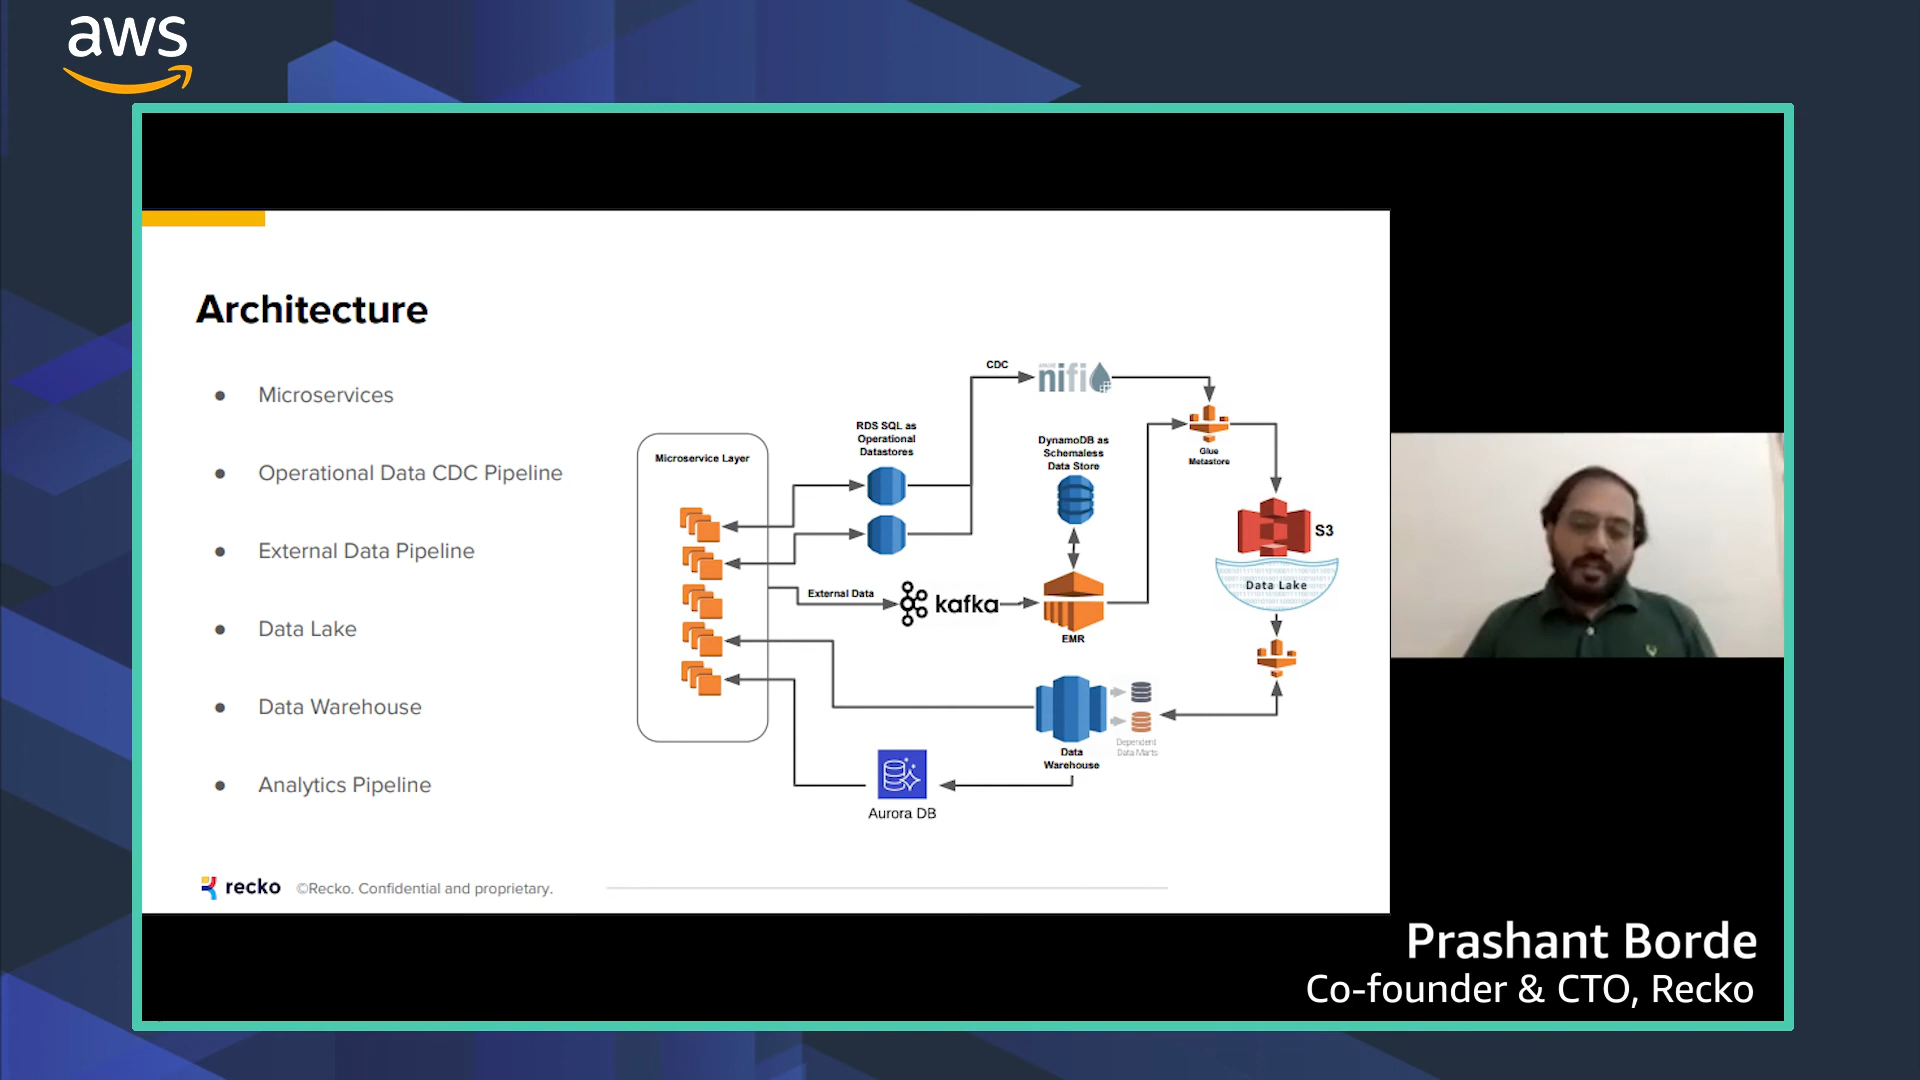 aws
Architecture
Microservices
Operational Data CDC Pipeline
External Data Pipeline
Data Lake
Data Warehouse
Analytics Pipeline
Microservice Layer
RDS SQL as
Operational
Datastores
CDC
nifi
DynamoDB as
Schemaless
Data Store
Glue
Metastore
S3
Data Lake
External Data
kafka
EMR
Data
Warehouse
Dependent
Data Marts
Aurora DB
recko
©Recko. Confidential and proprietary.
Prashant Borde
Co-founder & CTO, Recko